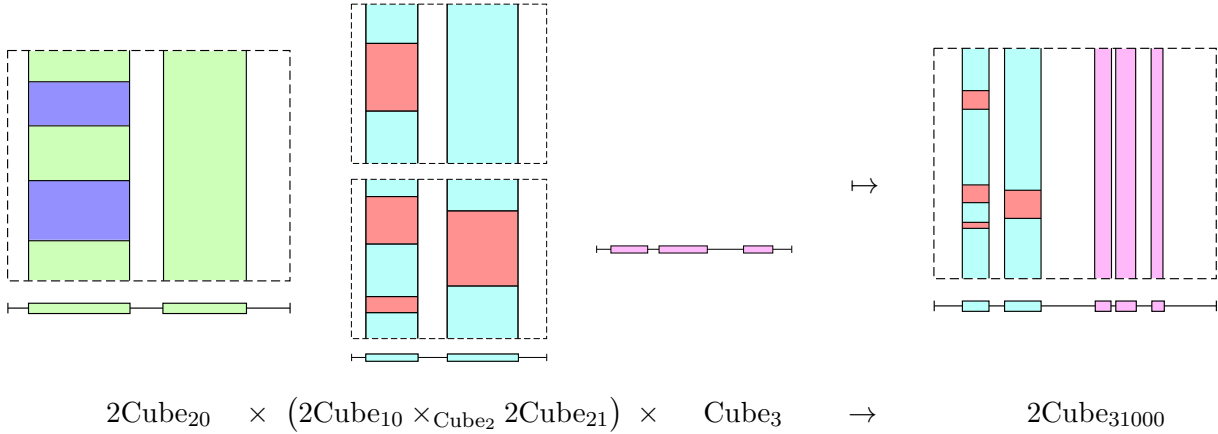 ↦
2Cube₂₀ × (2Cube₁₀ ×_Cube₂ 2Cube₂₁) × Cube₃ → 2Cube₃₁₀₀₀